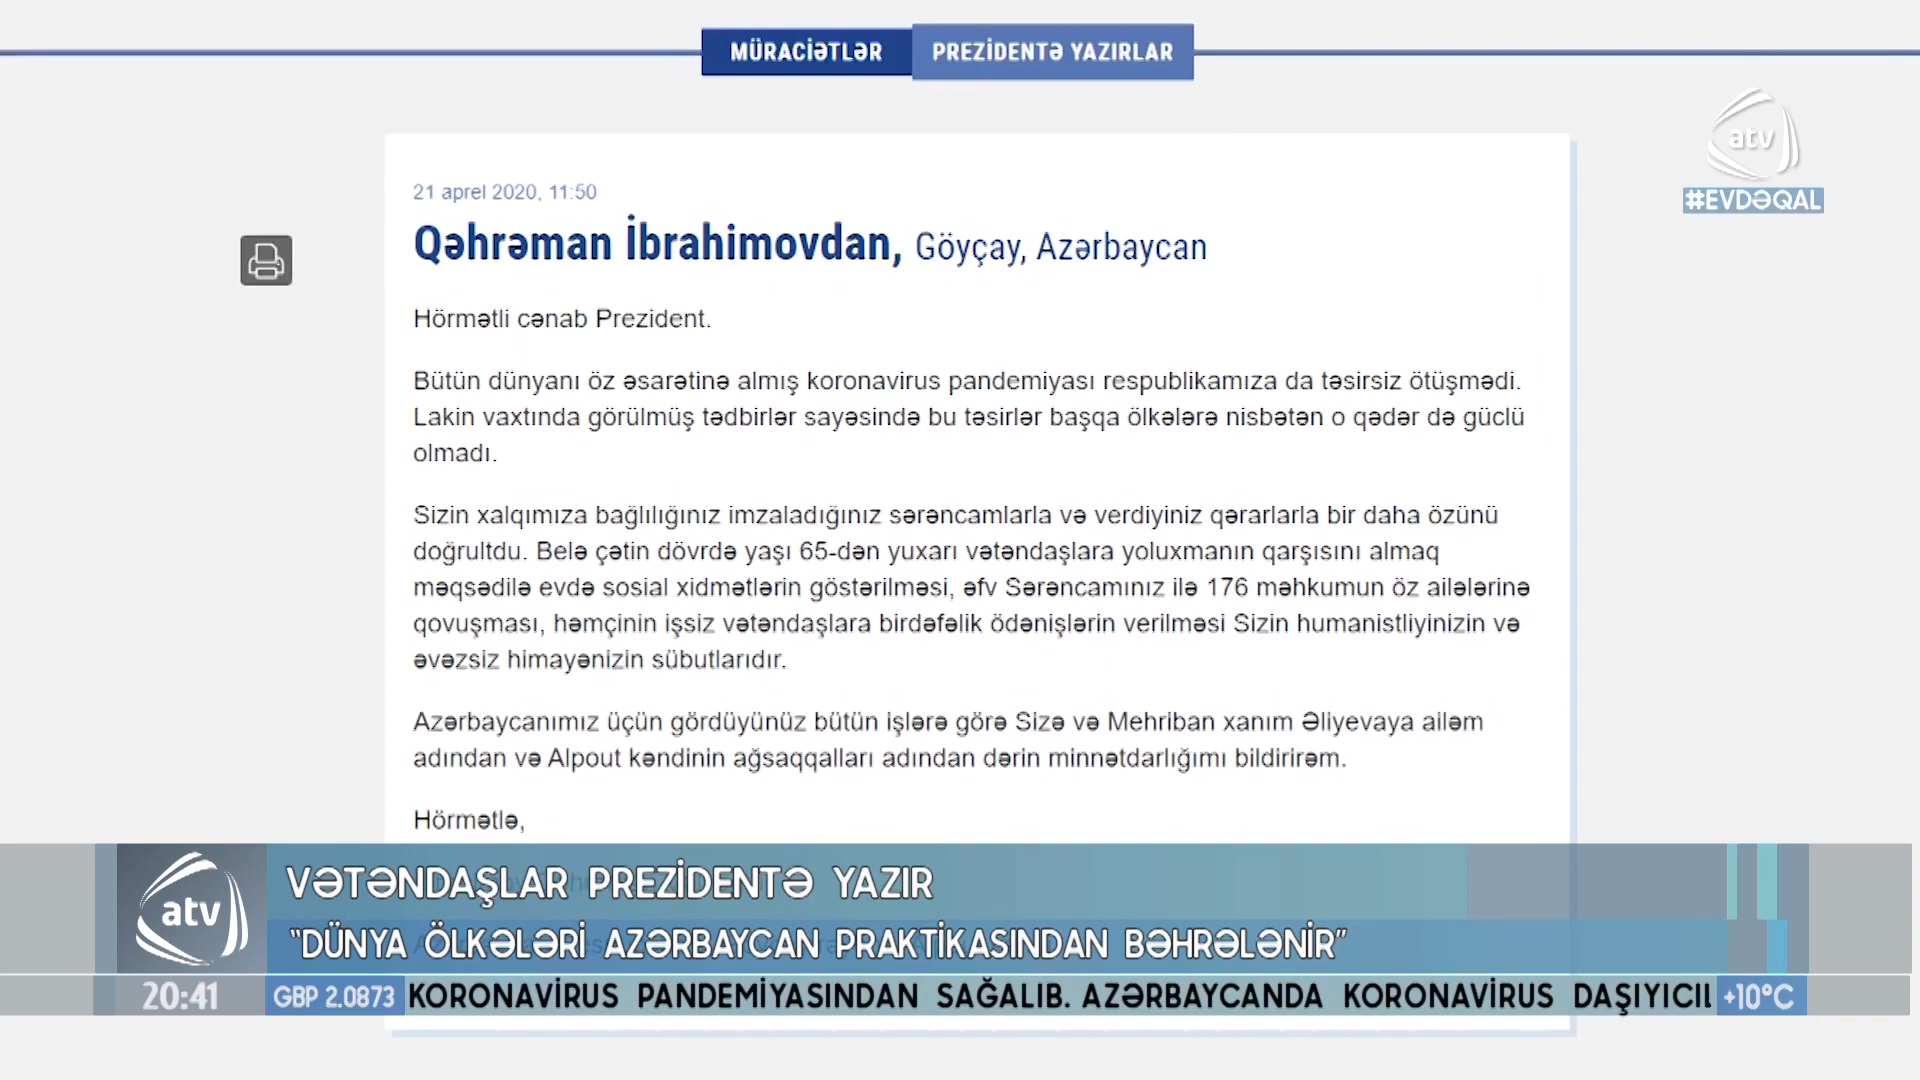 MÜRACİƏTLƏR PREZİDENTƏ YAZIRLAR
atv
#EVDƏQAL
21 aprel 2020, 11:50
Qəhrəman İbrahimovdan, Göyçay, Azərbaycan
Hörmətli cənab Prezident.
Bütün dünyanı öz əsarətinə almış koronavirus pandemiyası respublikamıza da təsirsiz ötüşmədi.
Lakin vaxtında görülmüş tədbirlər sayəsində bu təsirlər başqa ölkələrə nisbətən o qədər də güclü
olmadı.
Sizin xalqımıza bağlılığınız imzaladığınız sərəncamlarla və verdiyiniz qərarlarla bir daha özünü
doğrultdu. Belə çətin dövrdə yaşı 65-dən yuxarı vətəndaşlara yoluxmanın qarşısını almaq
məqsədilə evdə sosial xidmətlərin göstərilməsi, əfv Sərəncamınız ilə 176 məhkumun öz ailələrinə
qovuşması, həmçinin işsiz vətəndaşlara birdəfəlik ödənişlərin verilməsi Sizin humanistliyinizin və
əvəzsiz himayənizin sübutlarıdır.
Azərbaycanımız üçün gördüyünüz bütün işlərə görə Sizə və Mehriban xanım Əliyevaya ailəm
adından və Alpout kəndinin ağsaqqalları adından dərin minnətdarlığımı bildirirəm.
Hörmətlə,
atv
VƏTƏNDAŞLAR PREZİDENTƏ YAZIR
"DÜNYA ÖLKƏLƏRİ AZƏRBAYCAN PRAKTİKASINDAN BƏHRƏLƏNİR"
20:41 GBP 2.0873 KORONAVİRUS PANDEMİYASINDAN SAĞALIB. AZƏRBAYCANDA KORONAVİRUS DAŞIYICIL +10°C